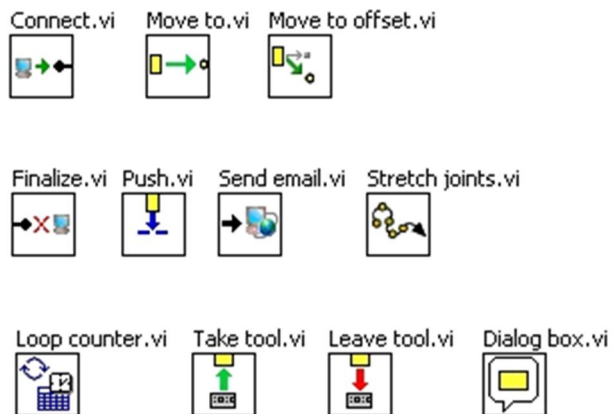 Connect.vi Move to.vi Move to offset.vi
Finalize.vi Push.vi Send email.vi Stretch joints.vi
Loop counter.vi Take tool.vi Leave tool.vi Dialog box.vi